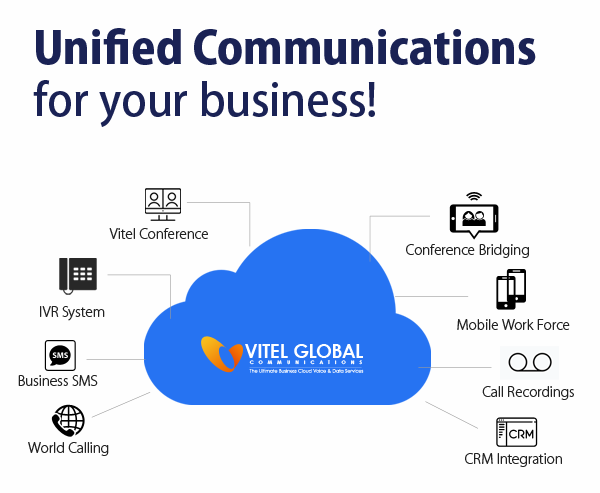 Unified Communications
for your business!
Vitel Conference
Conference Bridging
IVR System
Mobile Work Force
VITEL GLOBAL
COMMUNICATIONS
The Ultimate Business Cloud Voice & Data Services
SMS
Business SMS
Call Recordings
World Calling
CRM
CRM Integration